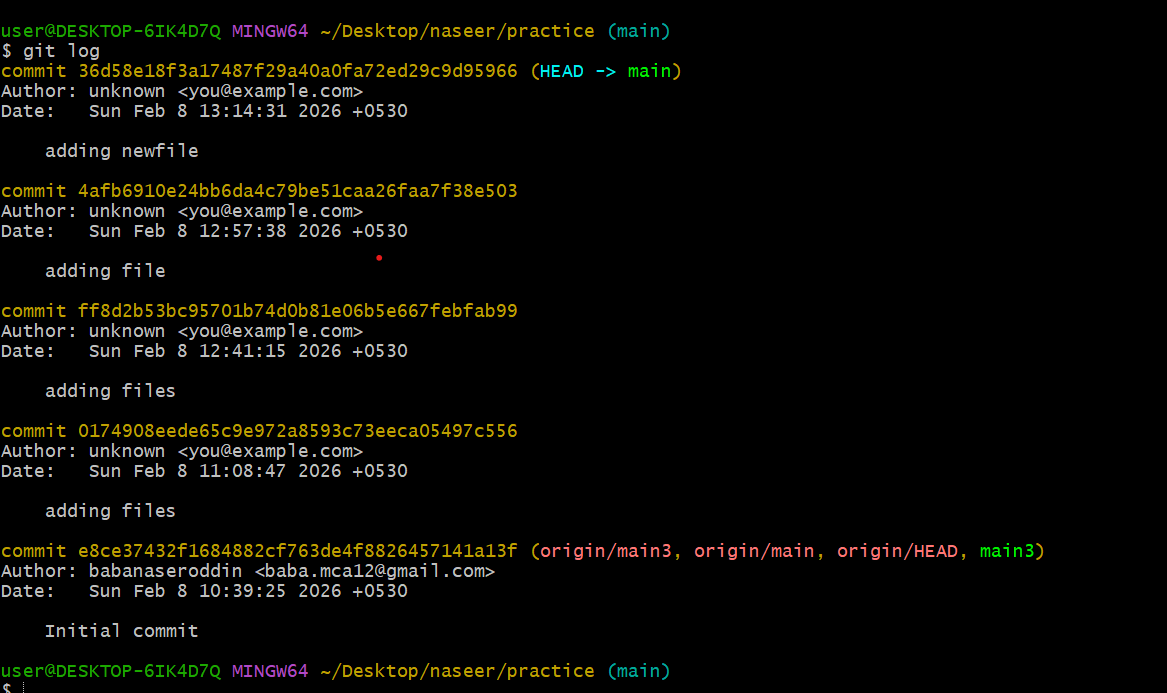 user@DESKTOP-6IK4D7Q MINGW64 ~/Desktop/naseer/practice (main)
$ git log
commit 36d58e18f3a17487f29a40a0fa72ed29c9d95966 (HEAD -> main)
Author: unknown <you@example.com>
Date:   Sun Feb 8 13:14:31 2026 +0530
    adding newfile
commit 4afb6910e24bb6da4c79be51caa26faa7f38e503
Author: unknown <you@example.com>
Date:   Sun Feb 8 12:57:38 2026 +0530
    adding file
commit ff8d2b53bc95701b74d0b81e06b5e667febfab99
Author: unknown <you@example.com>
Date:   Sun Feb 8 12:41:15 2026 +0530
    adding files
commit 0174908eede65c9e972a8593c73eeca05497c556
Author: unknown <you@example.com>
Date:   Sun Feb 8 11:08:47 2026 +0530
    adding files
commit e8ce37432f1684882cf763de4f8826457141a13f (origin/main3, origin/main, origin/HEAD, main3)
Author: babanaseroddin <baba.mca12@gmail.com>
Date:   Sun Feb 8 10:39:25 2026 +0530
    Initial commit
user@DESKTOP-6IK4D7Q MINGW64 ~/Desktop/naseer/practice (main)
$